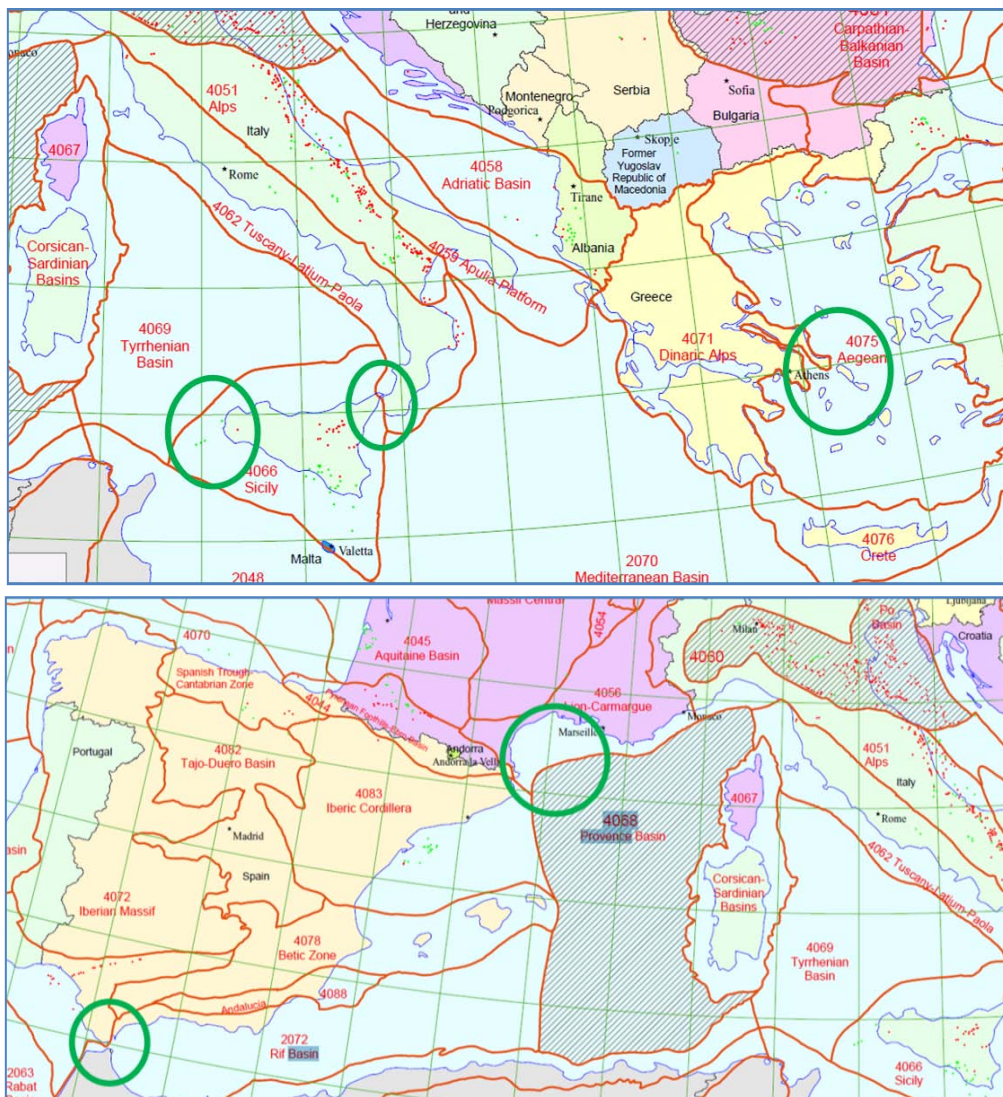 and
Herzegovina
4061
Carpathian-
Balkanian
Basin
4051
Alps
Italy
Serbia
Sofia
Bulgaria
Montenegro
Podgorica
Skopje
Former
Yugoslav
Republic of
Macedonia
4067
Rome
4058
Adriatic Basin
Tirane
Albania
4062 Tuscany-Latium-Paola
4059 Apulia Platform
Corsican-
Sardinian
Basins
Greece
4069
Tyrrhenian
Basin
4071
Dinaric Alps
4075
Aegean
Athens
4066
Sicily
Malta
Valetta
2048
2070
Mediterranean Basin
4076
Crete
Massif Central
Ljubljana
4070
4045
Aquitaine Basin
4054
Milan
Po
Basin
Croatia
4060
Spanish Trough
Cantabrian Zone
4044
Pyrenean Foothills-Ebro Basin
4056
Lion-Carmargue
Marseille
Monaco
Portugal
4082
Tajo-Duero Basin
Andorra
Andorra la Vella
4083
Iberic Cordillera
4051
Alps
Italy
4068
Provence Basin
4067
Rome
Madrid
Spain
4062 Tuscany-Latium-Paola
4072
Iberian Massif
Corsican-
Sardinian
Basins
4078
Betic Zone
4069
Tyrrhenian
Basin
Andalucia
4088
2072
Rif Basin
2063
Rabat
4066
Sicily